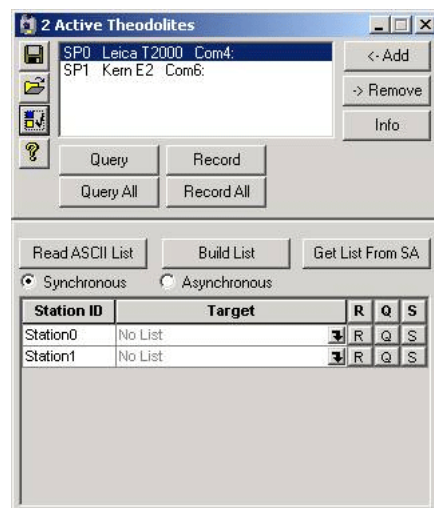 2 Active Theodolites
SP0 Leica T2000 Com4:
SP1 Kern E2 Com6:
<- Add
-> Remove
Info
Query Record
Query All Record All
Read ASCII List Build List Get List From SA
Synchronous Asynchronous
Station ID Target R Q S
Station0 No List R Q S
Station1 No List R Q S